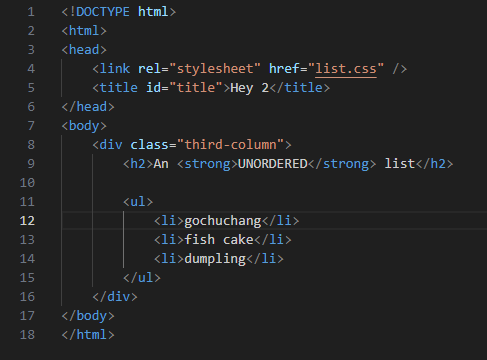 1 <!DOCTYPE html>
2 <html>
3 <head>
4     <link rel="stylesheet" href="list.css" />
5     <title id="title">Hey 2</title>
6 </head>
7 <body>
8     <div class="third-column">
9         <h2>An <strong>UNORDERED</strong> list</h2>
10
11         <ul>
12             <li>gochuchang</li>
13             <li>fish cake</li>
14             <li>dumpling</li>
15         </ul>
16     </div>
17 </body>
18 </html>